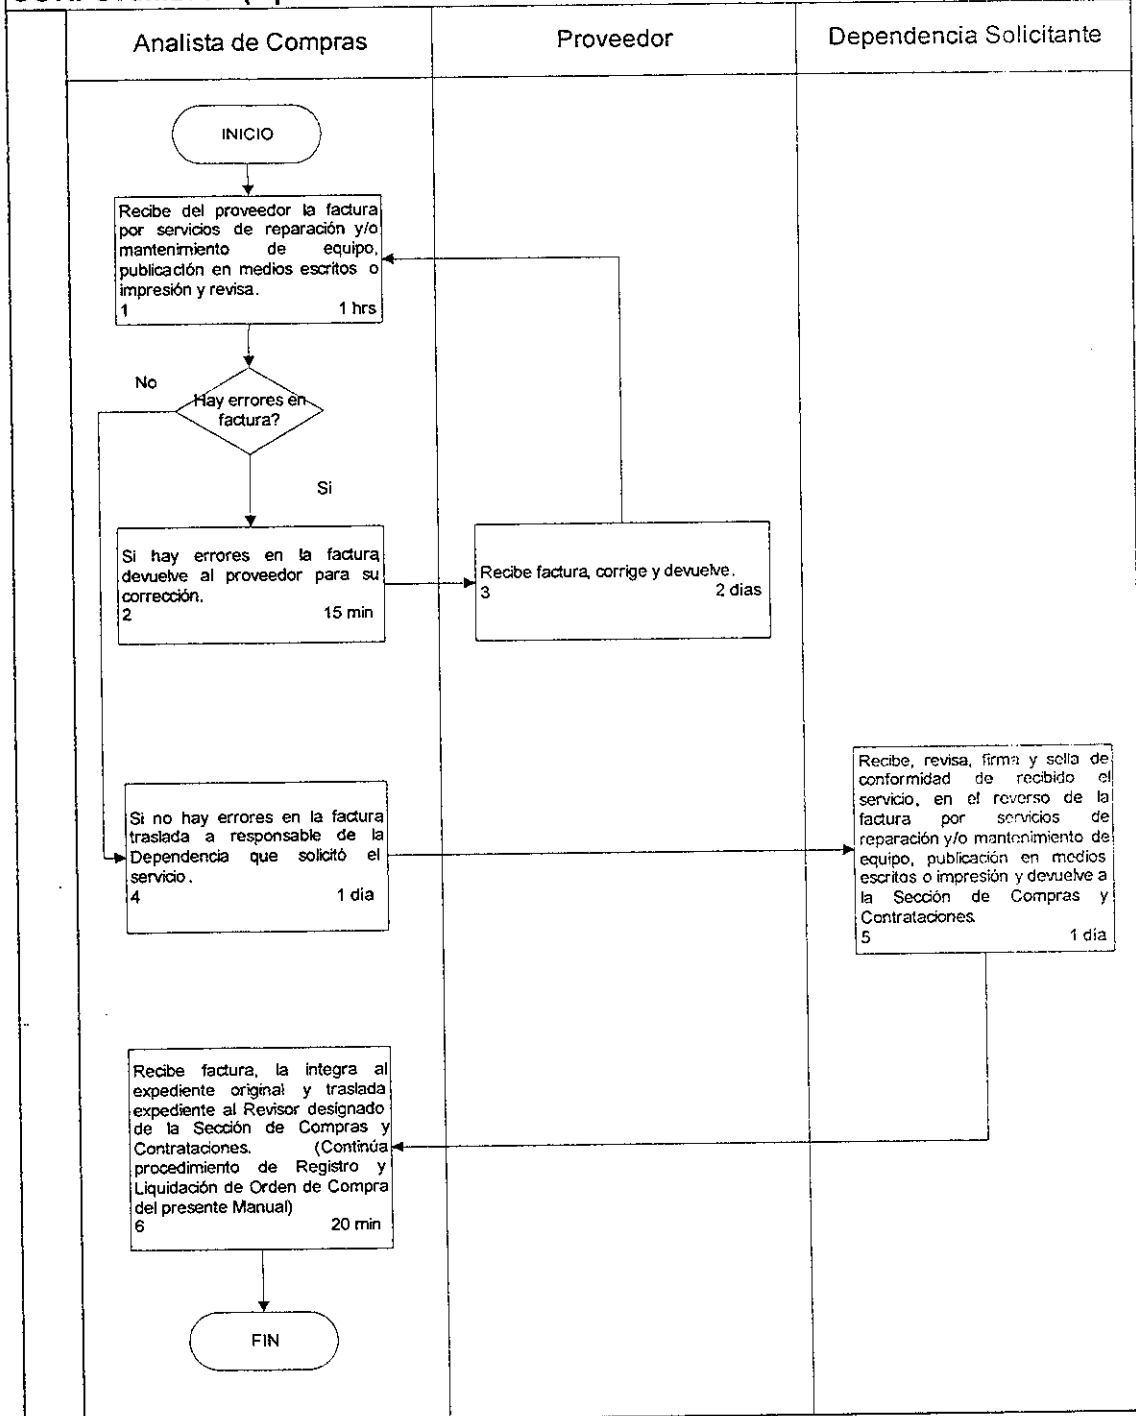 Analista de Compras
Proveedor
Dependencia Solicitante
INICIO
Recibe del proveedor la factura
por servicios de reparación y/o
mantenimiento de equipo,
publicación en medios escritos o
impresión y revisa.
1 1 hrs
No
Hay errores en
factura?
Si
Si hay errores en la factura
devuelve al proveedor para su
corrección.
2 15 min
Recibe factura, corrige y devuelve.
3 2 dias
Si no hay errores en la factura
traslada a responsable de la
Dependencia que solicitó el
servicio.
4 1 dia
Recibe, revisa, firma y sella de
conformidad de recibido el
servicio, en el reverso de la
factura por servicios de
reparación y/o mantenimiento de
equipo, publicación en medios
escritos o impresión y devuelve a
la Sección de Compras y
Contrataciones.
5 1 día
Recibe factura, la integra al
expediente original y traslada
expediente al Revisor designado
de la Sección de Compras y
Contrataciones. (Continúa
procedimiento de Registro y
Liquidación de Orden de Compra
del presente Manual)
6 20 min
FIN